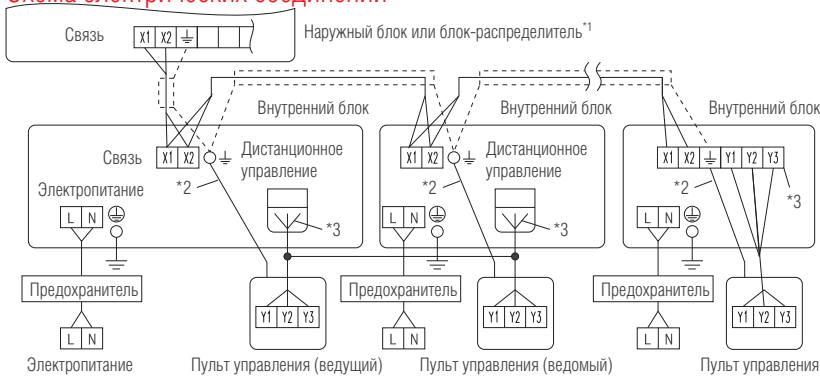 Схема электрических соединений
Связь X1 X2 Наружный блок или блок-распределитель*1
Внутренний блок Внутренний блок Внутренний блок
Связь X1 X2 Дистанционное управление X1 X2 Дистанционное управление X1 X2 Y1 Y2 Y3
Электропитание *2 *2 *2 *3
L N *3 L N *3 L N
Предохранитель Предохранитель Предохранитель
Y1 Y2 Y3 Y1 Y2 Y3 Y1 Y2 Y3
L N L N L N
Электропитание Пульт управления (ведущий) Пульт управления (ведомый) Пульт управления